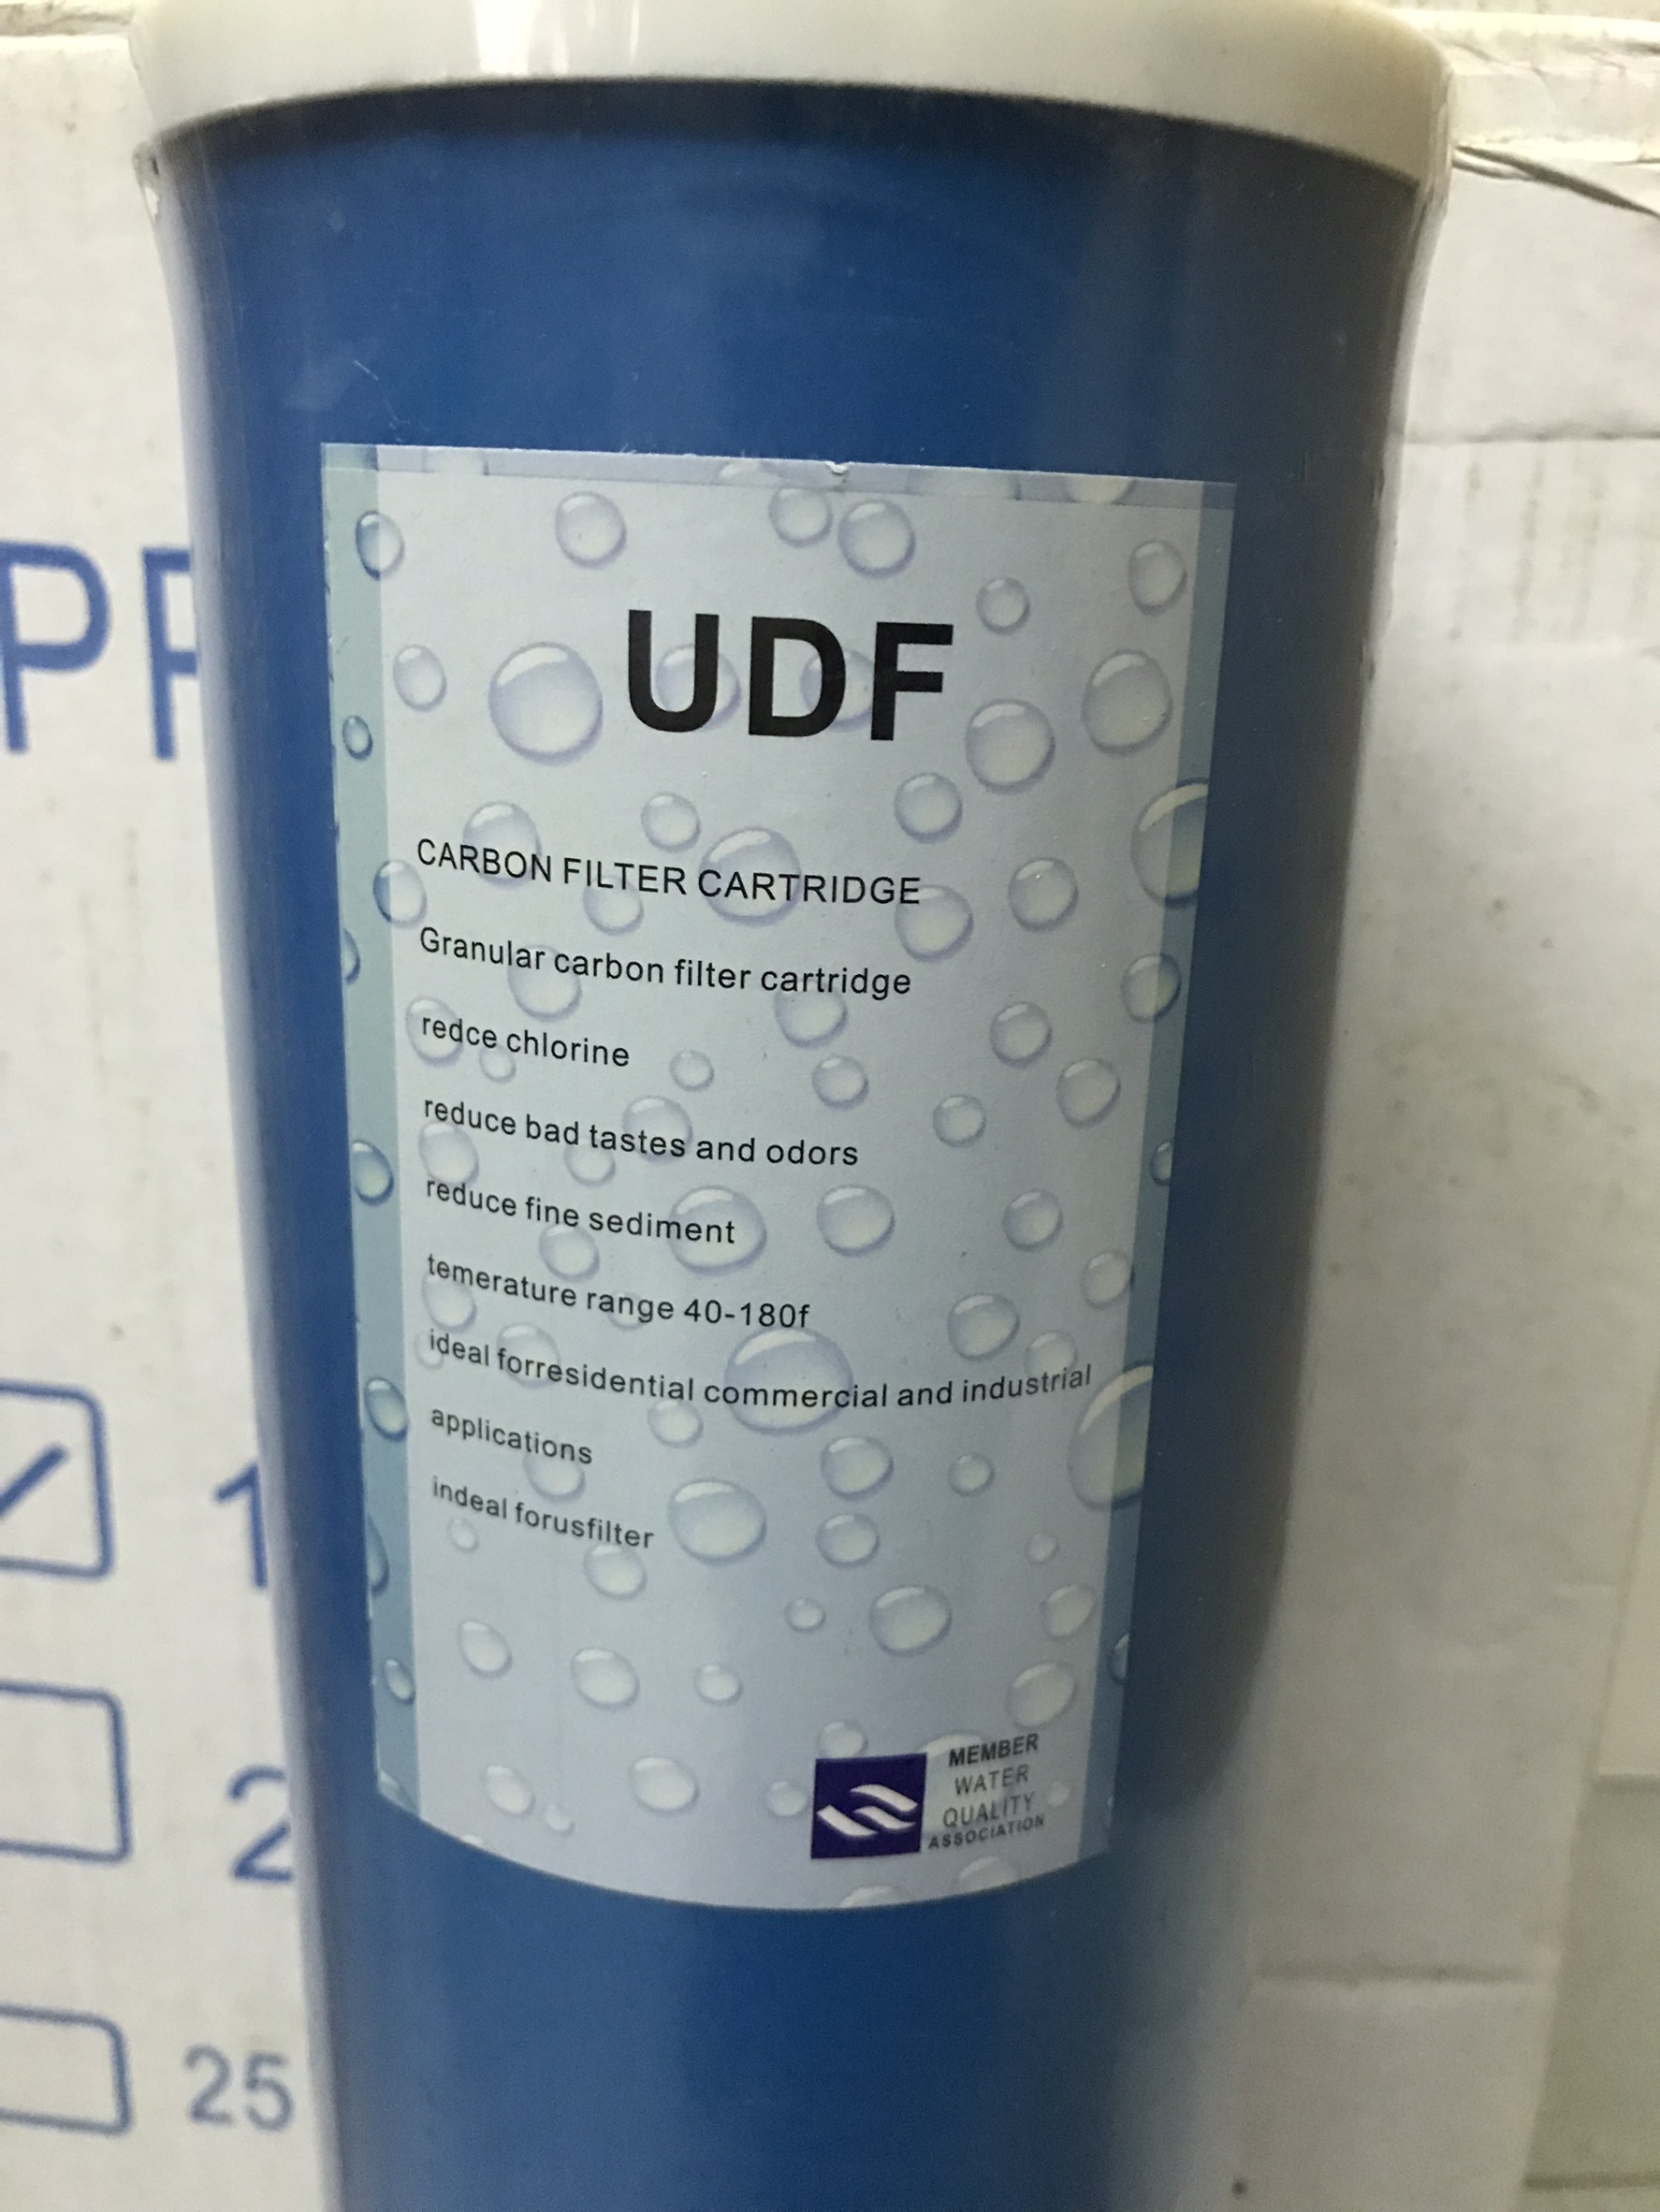 UDF
CARBON FILTER CARTRIDGE
Granular carbon filter cartridge
redce chlorine
reduce bad tastes and odors
reduce fine sediment
temerature range 40-180f
ideal forresidential commercial and industrial
applications
indeal forusfilter
MEMBER
WATER
QUALITY
ASSOCIATION
PP
1
2
25